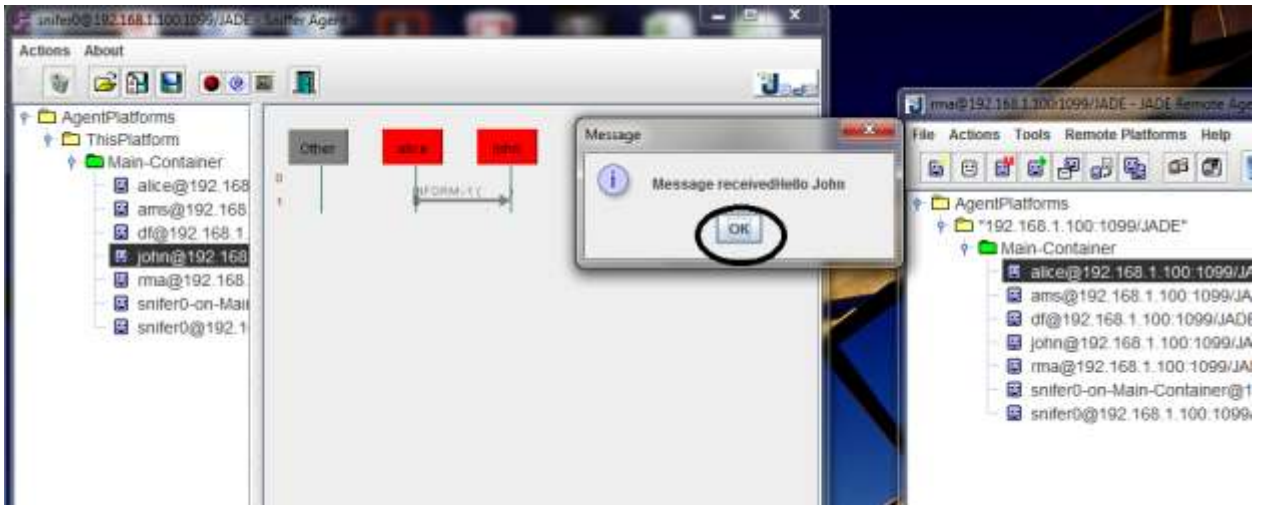 snifer0@192.168.1.100:1099/JADE - Sniffer Agent
Actions About
AgentPlatforms
ThisPlatform
Main-Container
alice@192.168
ams@192.168.
df@192.168.1.
john@192.168
rma@192.168.
snifer0-on-Mai
snifer0@192.1
Other alice john
0
1
INFORM-1 (
Message
Message receivedHello John
OK
rma@192.168.1.100:1099/JADE - JADE Remote Age
File Actions Tools Remote Platforms Help
AgentPlatforms
"192.168.1.100:1099/JADE"
Main-Container
alice@192.168.1.100:1099/JA
ams@192.168.1.100:1099/JA
df@192.168.1.100:1099/JADE
john@192.168.1.100:1099/JA
rma@192.168.1.100:1099/JA
snifer0-on-Main-Container@1
snifer0@192.168.1.100:1099/